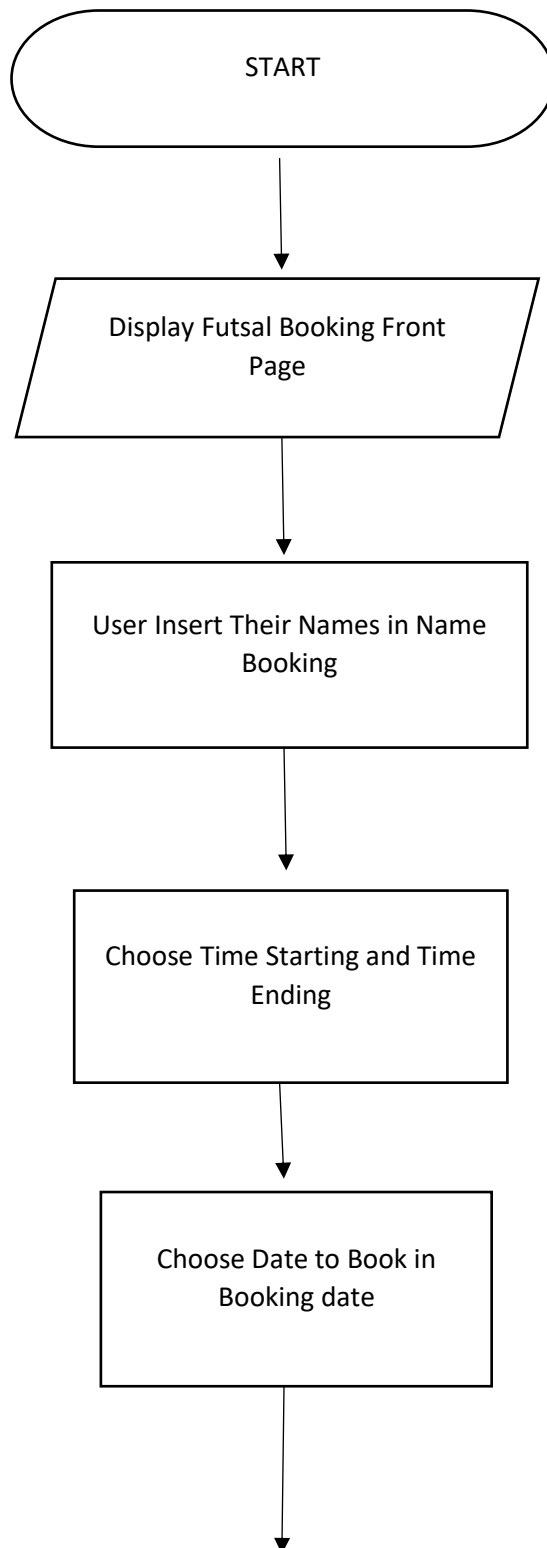 START
Display Futsal Booking Front
Page
User Insert Their Names in Name
Booking
Choose Time Starting and Time
Ending
Choose Date to Book in
Booking date